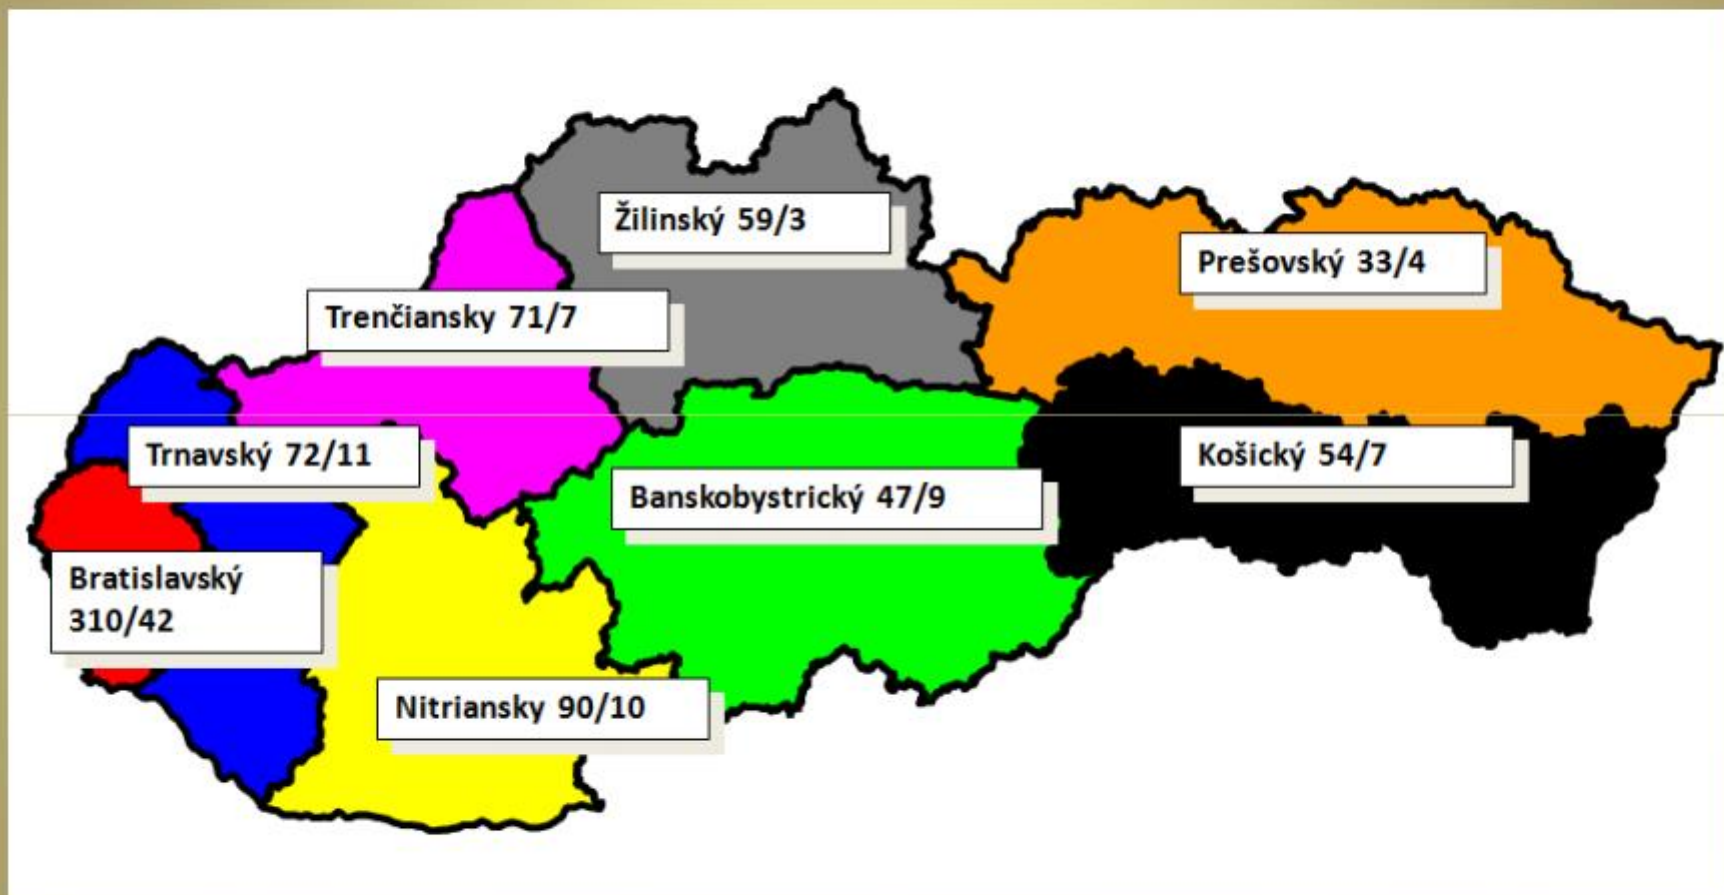 Žilinský 59/3
Prešovský 33/4
Trenčiansky 71/7
Trnavský 72/11
Košický 54/7
Banskobystrický 47/9
Bratislavský
310/42
Nitriansky 90/10